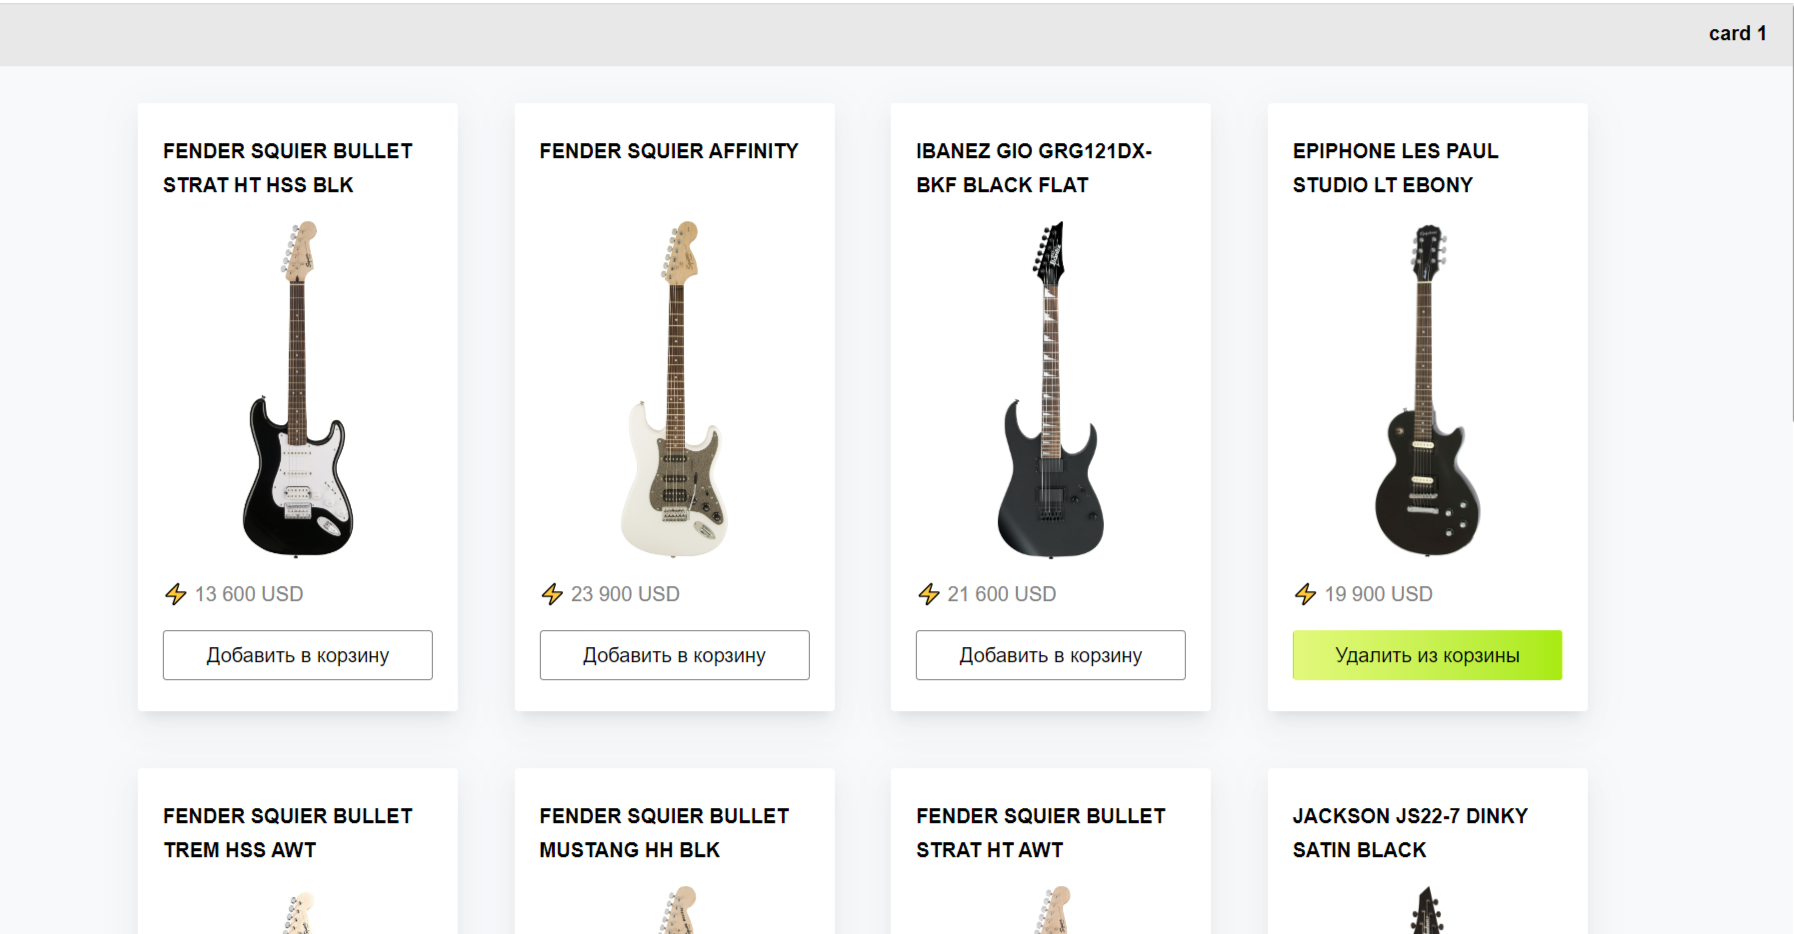 card 1
FENDER SQUIER BULLET
STRAT HT HSS BLK
13 600 USD
Добавить в корзину
FENDER SQUIER AFFINITY
23 900 USD
Добавить в корзину
IBANEZ GIO GRG121DX-
BKF BLACK FLAT
21 600 USD
Добавить в корзину
EPIPHONE LES PAUL
STUDIO LT EBONY
19 900 USD
Удалить из корзины
FENDER SQUIER BULLET
TREM HSS AWT
FENDER SQUIER BULLET
MUSTANG HH BLK
FENDER SQUIER BULLET
STRAT HT AWT
JACKSON JS22-7 DINKY
SATIN BLACK